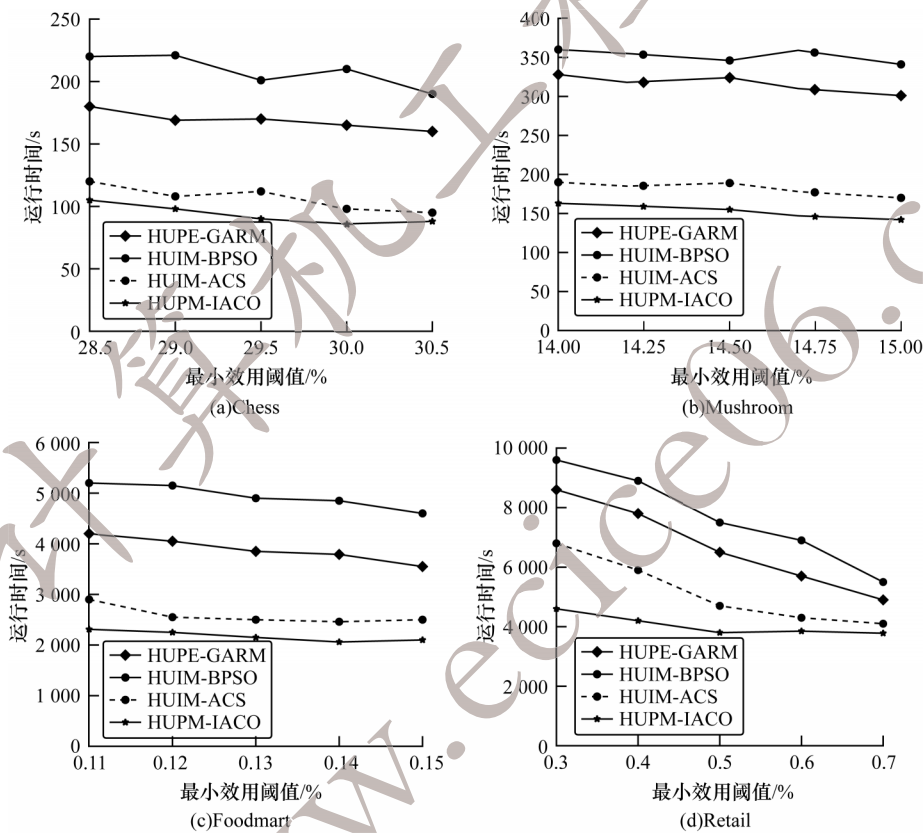 250
200
150
100
50
0
运行时间/s
HUPE-GARM
HUIM-BPSO
HUIM-ACS
HUPM-IACO
28.5 29.0 29.5 30.0 30.5
最小效用阈值/%
(a)Chess
400
350
300
250
200
150
100
50
0
运行时间/s
HUPE-GARM
HUIM-BPSO
HUIM-ACS
HUPM-IACO
14.00 14.25 14.50 14.75 15.00
最小效用阈值/%
(b)Mushroom
6 000
5 000
4 000
3 000
2 000
1 000
0
运行时间/s
HUPE-GARM
HUIM-BPSO
HUIM-ACS
HUPM-IACO
0.11 0.12 0.13 0.14 0.15
最小效用阈值/%
(c)Foodmart
10 000
8 000
6 000
4 000
2 000
0
运行时间/s
HUPE-GARM
HUIM-BPSO
HUIM-ACS
HUPM-IACO
0.3 0.4 0.5 0.6 0.7
最小效用阈值/%
(d)Retail
计算机工
w.ecice06.c